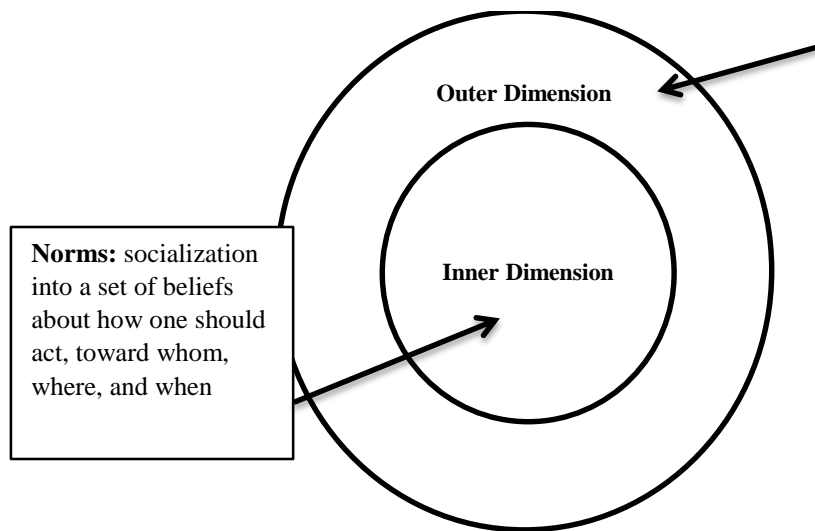 Outer Dimension
Inner Dimension
Norms: socialization
into a set of beliefs
about how one should
act, toward whom,
where, and when